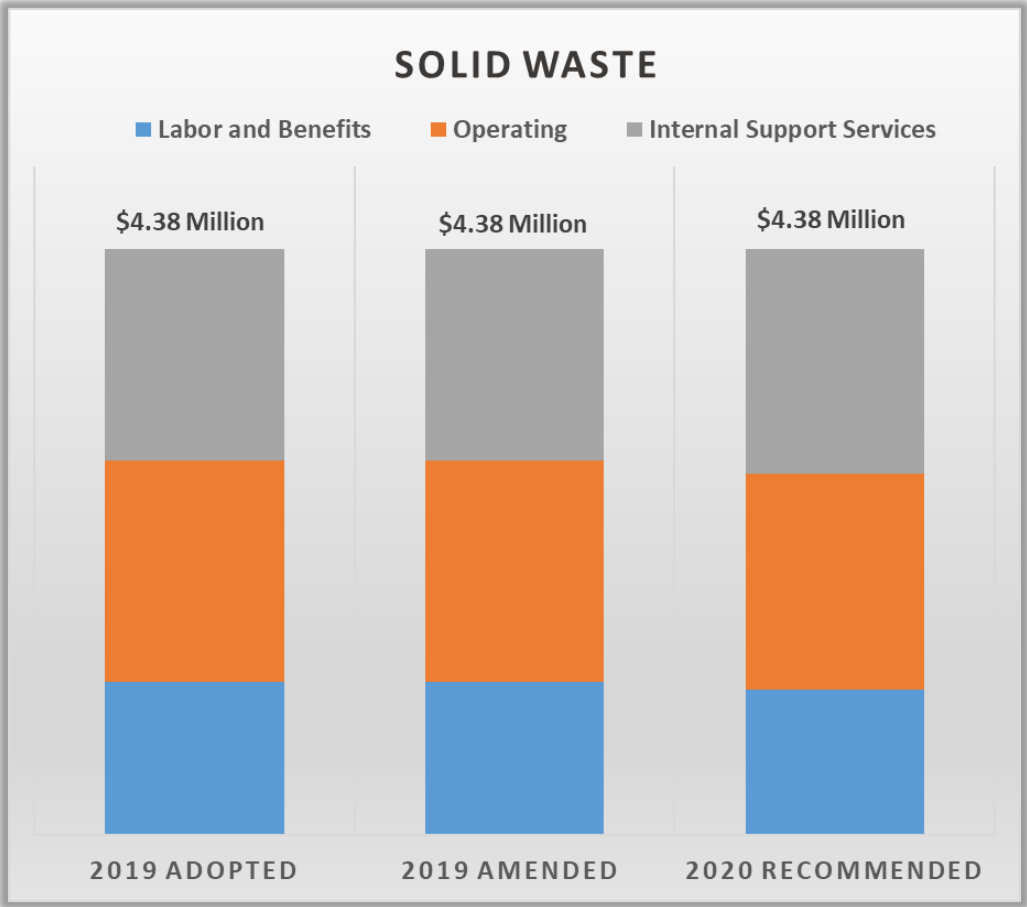 SOLID WASTE
Labor and Benefits Operating Internal Support Services
$4.38 Million $4.38 Million $4.38 Million
2019 ADOPTED 2019 AMENDED 2020 RECOMMENDED